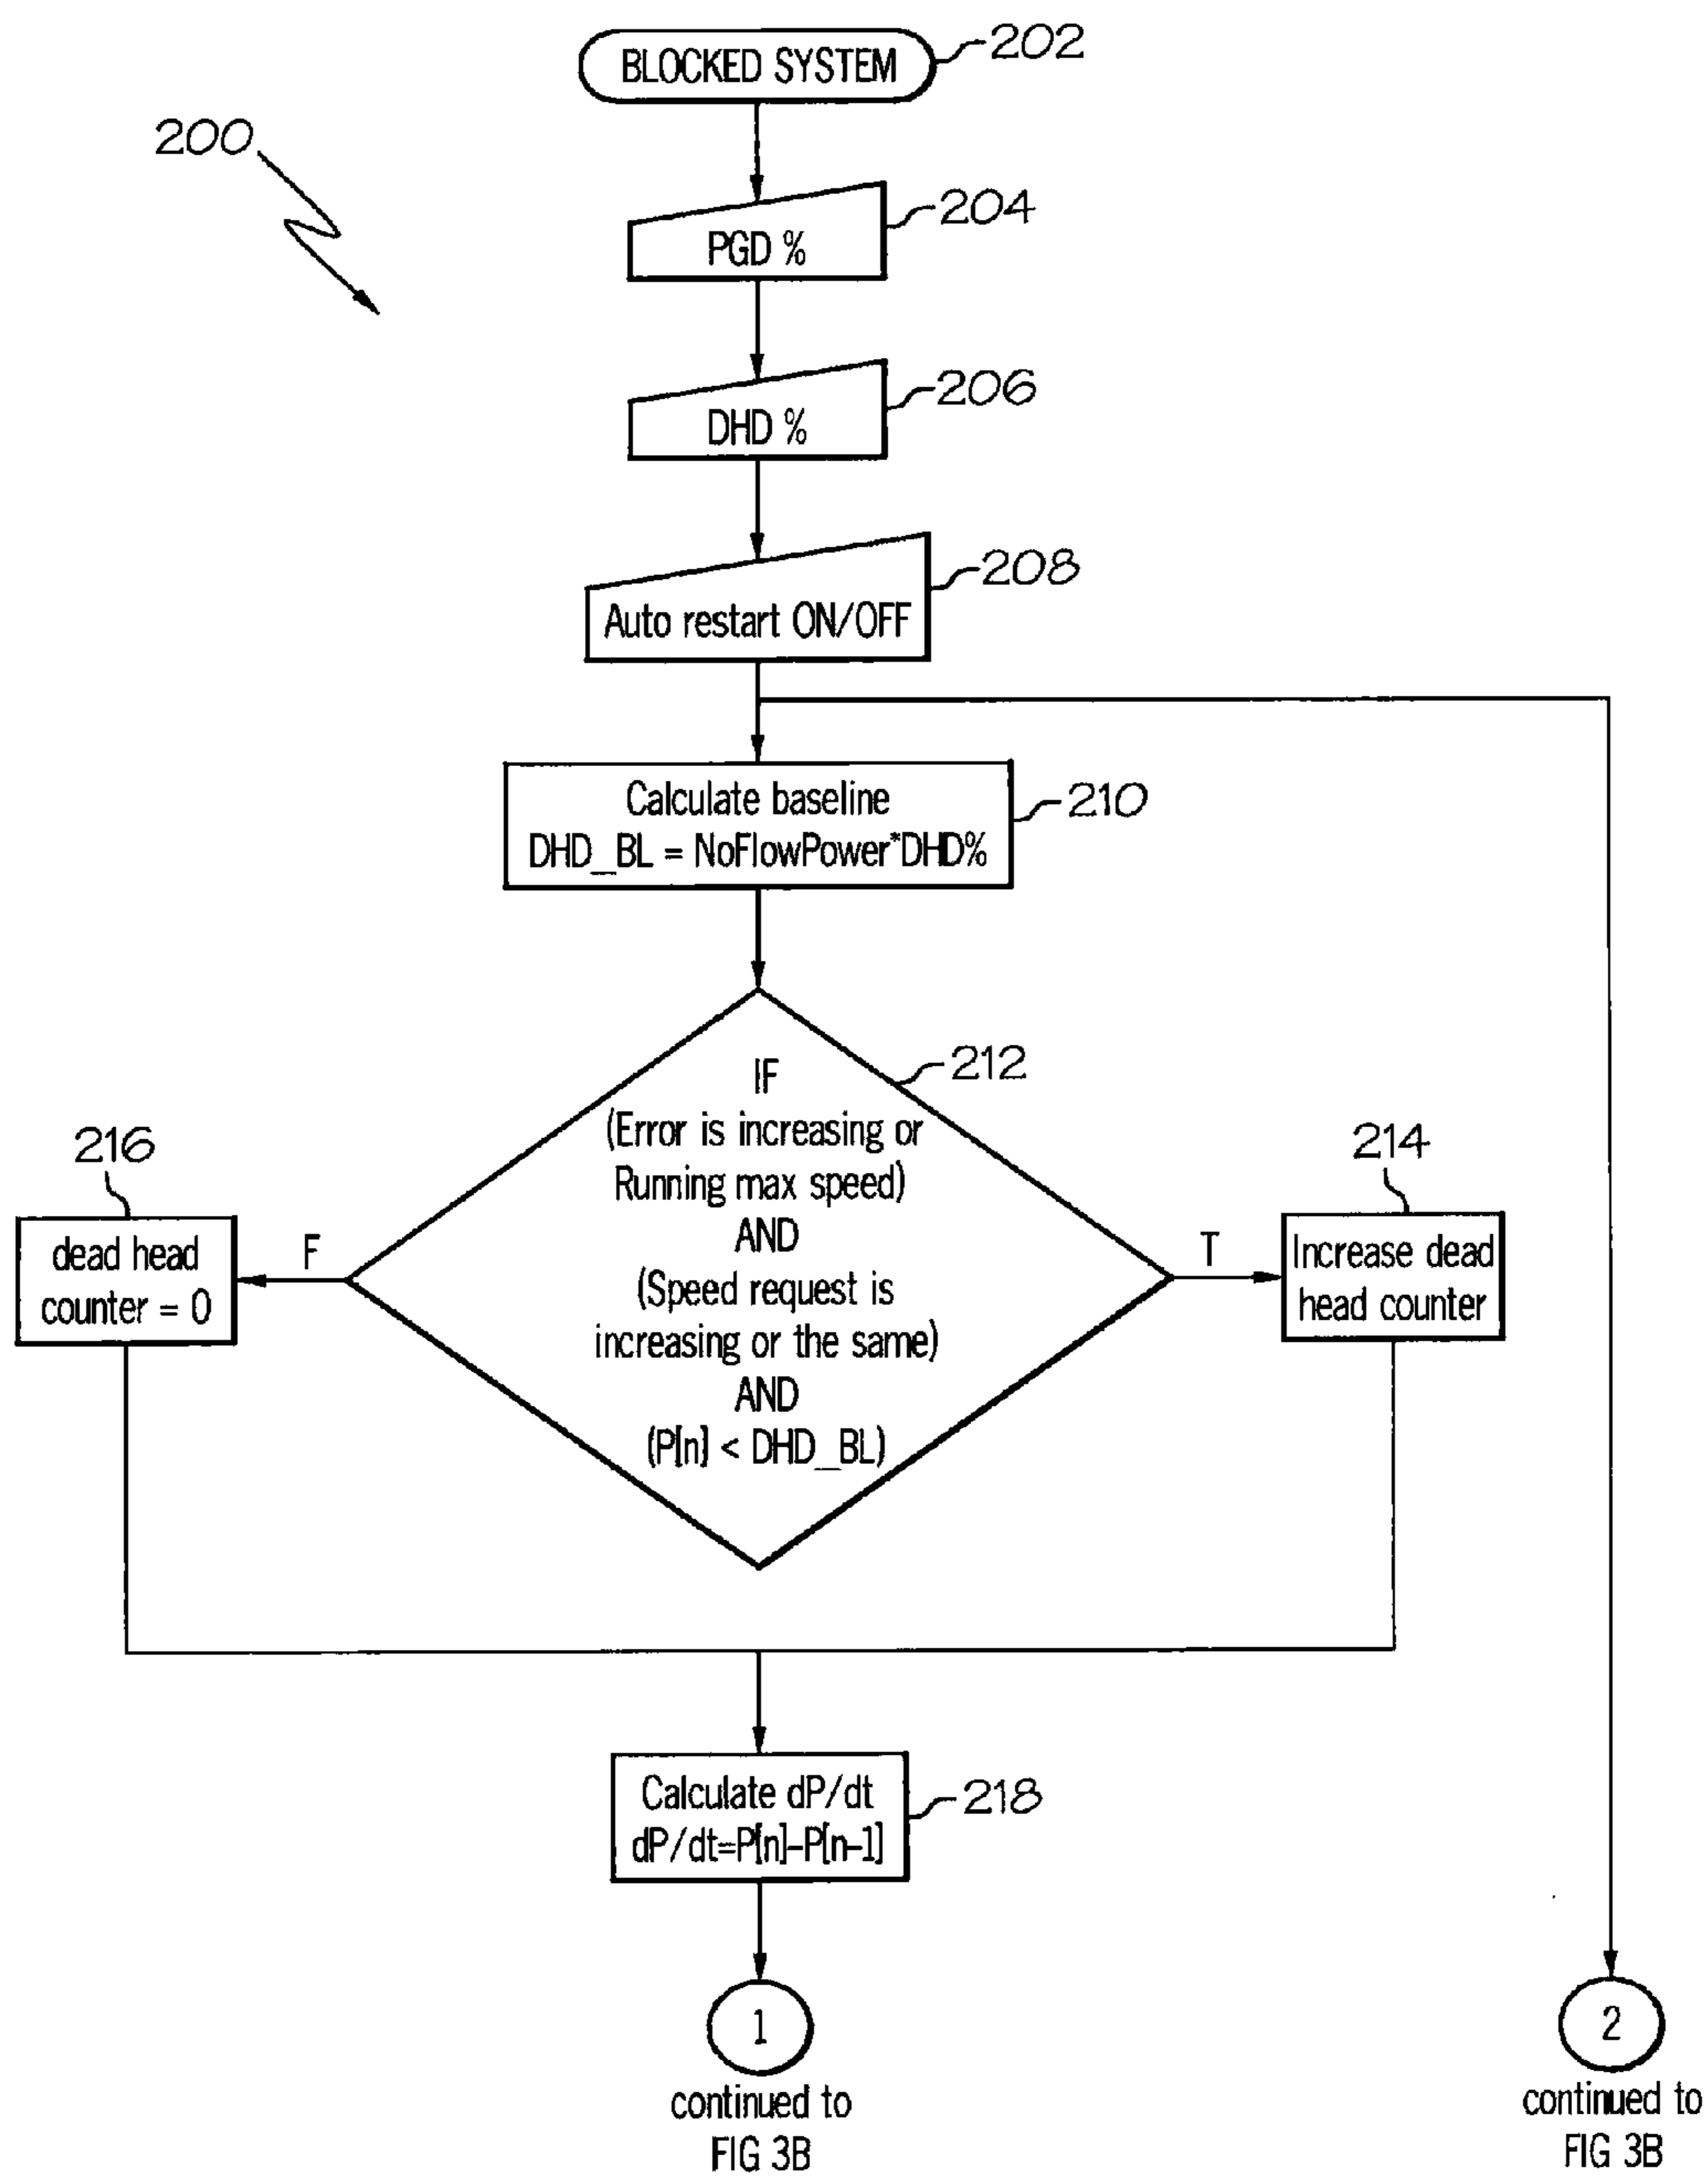 BLOCKED SYSTEM
202
200
PGD %
204
DHD %
206
Auto restart ON/OFF
208
Calculate baseline
DHD_BL = NoFlowPower*DHD%
210
IF
(Error is increasing or
Running max speed)
AND
(Speed request is
increasing or the same)
AND
(P[n] < DHD_BL)
212
216
dead head
counter = 0
F
T
214
Increase dead
head counter
Calculate dP/dt
dP/dt=P[n]-P[n-1]
218
1
continued to
FIG 3B
2
continued to
FIG 3B